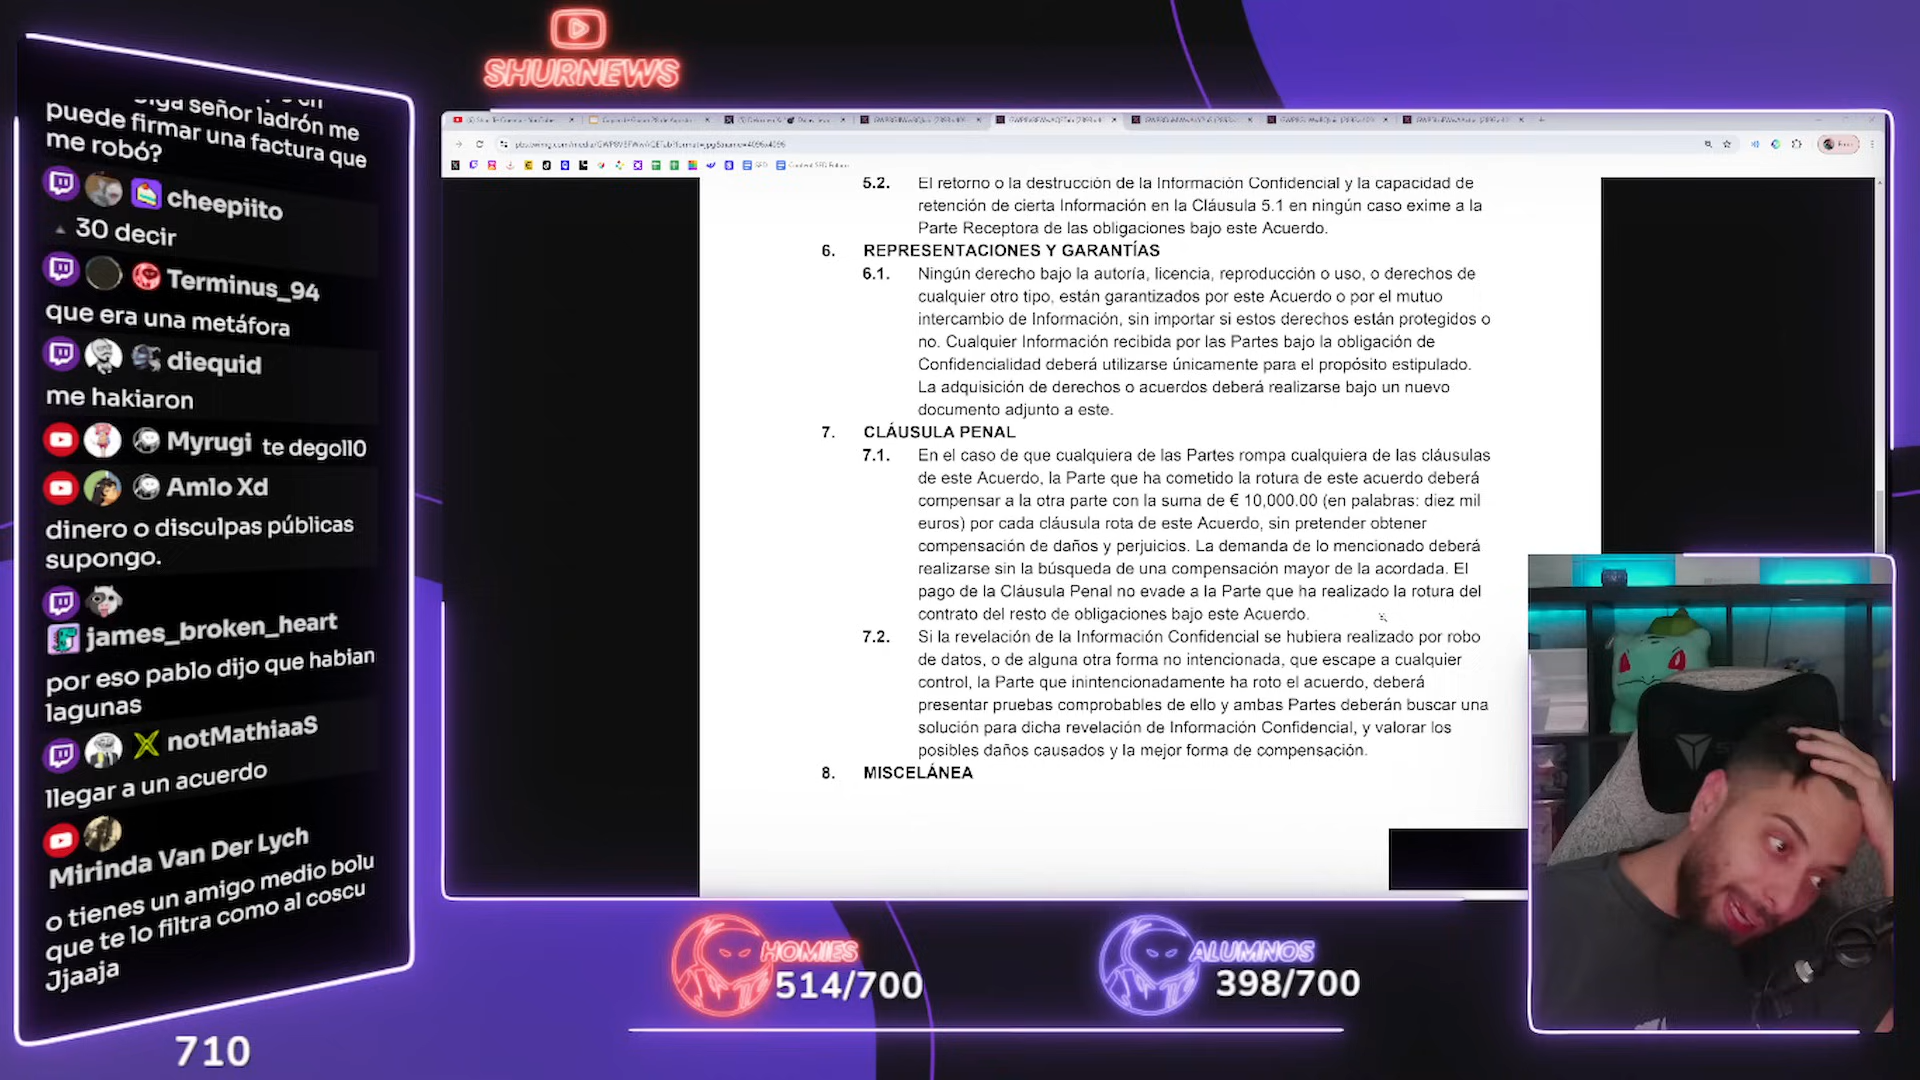 SHURNEWS
señor ladrón me
puede firmar una factura que
me robó?
cheepiito
30 decir
Terminus_94
que era una metáfora
diequid
me hakiaron
Myrugi te degoll0
Amlo Xd
dinero o disculpas públicas
supongo.
james_broken_heart
por eso pablo dijo que habian
lagunas
notMathiaaS
llegar a un acuerdo
Mirinda Van Der Lych
o tienes un amigo medio bolu
que te lo filtra como al coscu
Jjaaja
710
5.2. El retorno o la destrucción de la Información Confidencial y la capacidad de
retención de cierta Información en la Cláusula 5.1 en ningún caso exime a la
Parte Receptora de las obligaciones bajo este Acuerdo.
6. REPRESENTACIONES Y GARANTÍAS
6.1. Ningún derecho bajo la autoría, licencia, reproducción o uso, o derechos de
cualquier otro tipo, están garantizados por este Acuerdo o por el mutuo
intercambio de Información, sin importar si estos derechos están protegidos o
no. Cualquier Información recibida por las Partes bajo la obligación de
Confidencialidad deberá utilizarse únicamente para el propósito estipulado.
La adquisición de derechos o acuerdos deberá realizarse bajo un nuevo
documento adjunto a este.
7. CLÁUSULA PENAL
7.1. En el caso de que cualquiera de las Partes rompa cualquiera de las cláusulas
de este Acuerdo, la Parte que ha cometido la rotura de este acuerdo deberá
compensar a la otra parte con la suma de € 10,000.00 (en palabras: diez mil
euros) por cada cláusula rota de este Acuerdo, sin pretender obtener
compensación de daños y perjuicios. La demanda de lo mencionado deberá
realizarse sin la búsqueda de una compensación mayor de la acordada. El
pago de la Cláusula Penal no evade a la Parte que ha realizado la rotura del
contrato del resto de obligaciones bajo este Acuerdo.
7.2. Si la revelación de la Información Confidencial se hubiera realizado por robo
de datos, o de alguna otra forma no intencionada, que escape a cualquier
control, la Parte que inintencionadamente ha roto el acuerdo, deberá
presentar pruebas comprobables de ello y ambas Partes deberán buscar una
solución para dicha revelación de Información Confidencial, y valorar los
posibles daños causados y la mejor forma de compensación.
8. MISCELÁNEA
HOMIES
514/700
ALUMNOS
398/700